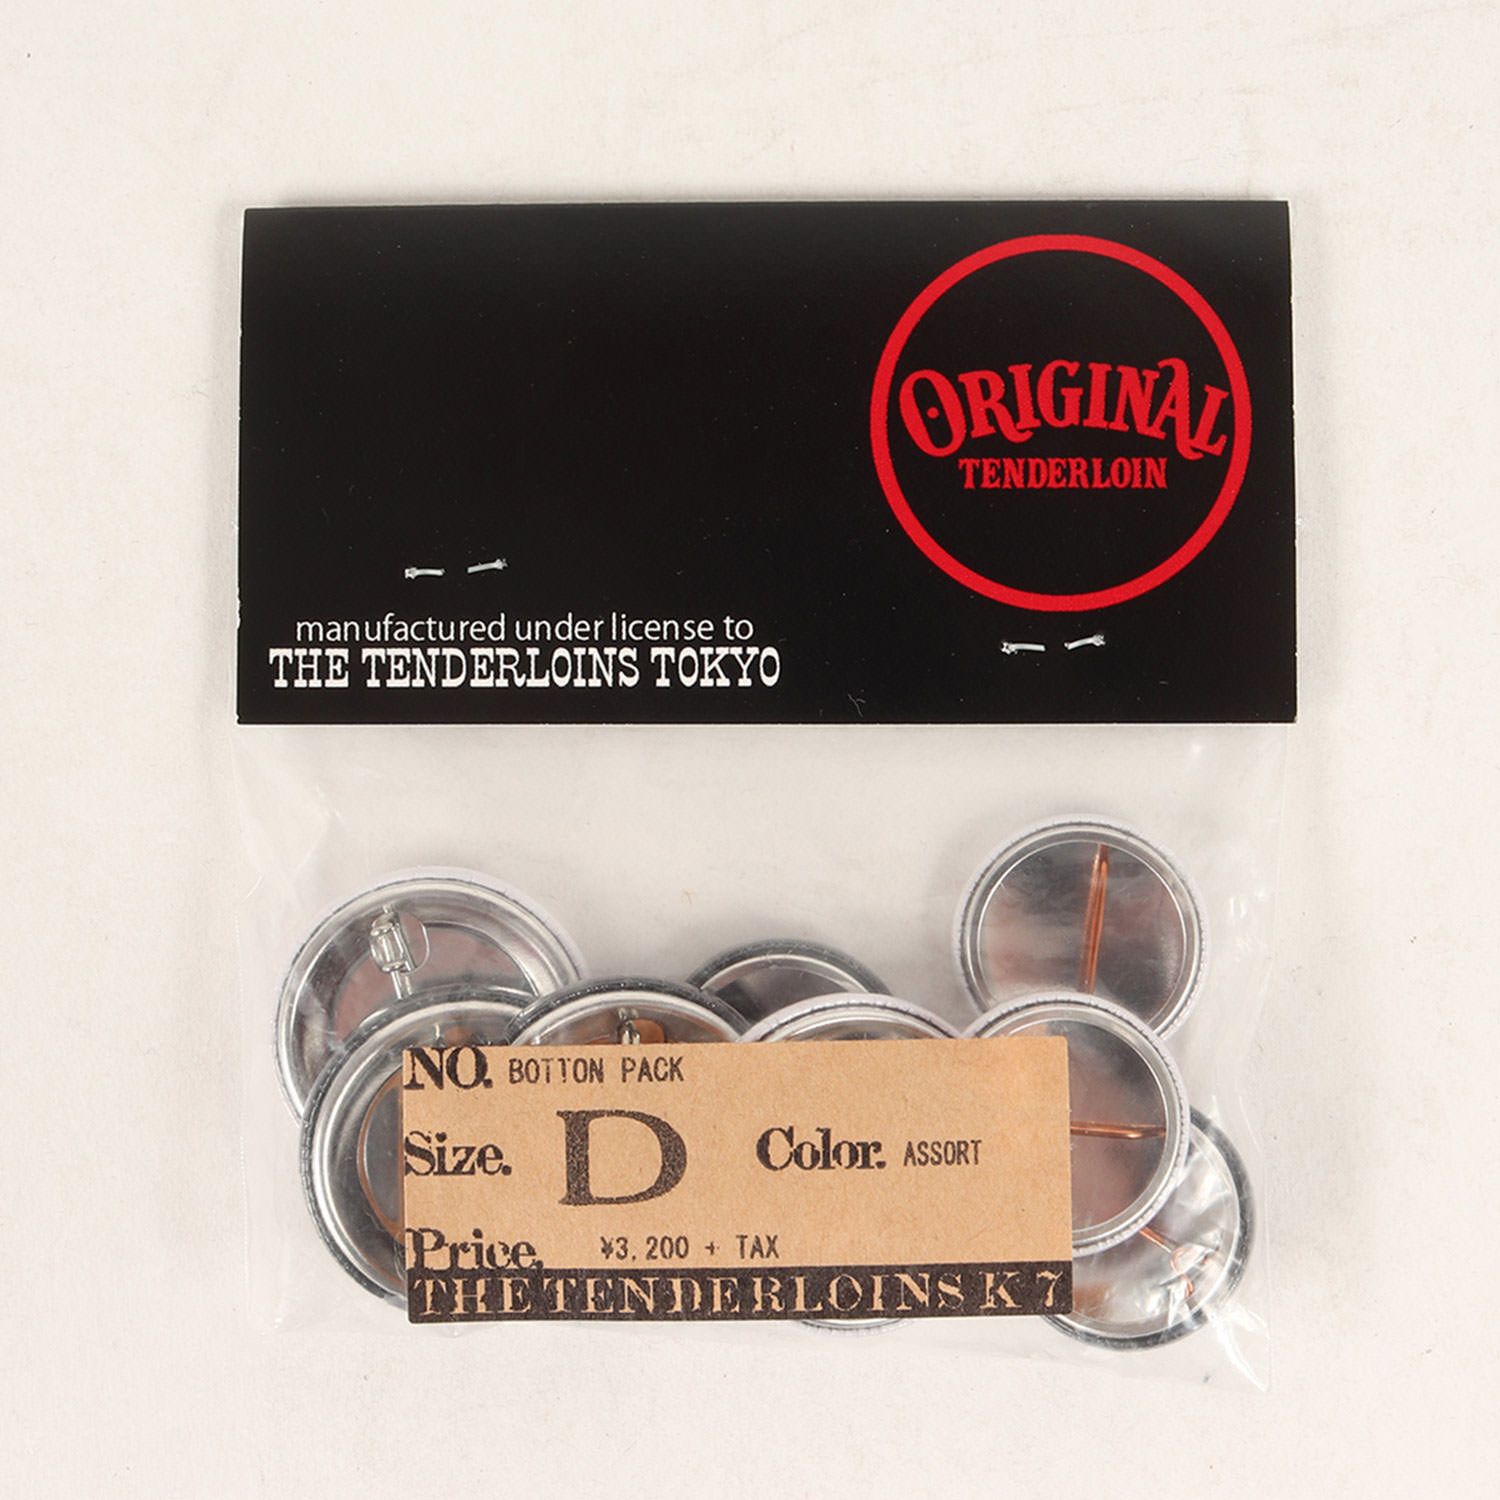 ORIGINAL
TENDERLOIN
manufactured under license to
THE TENDERLOINS TOKYO
NO. BOTTON PACK
Size. D Color. ASSORT
Price. ¥3,200 + TAX
THE TENDERLOINS K 7